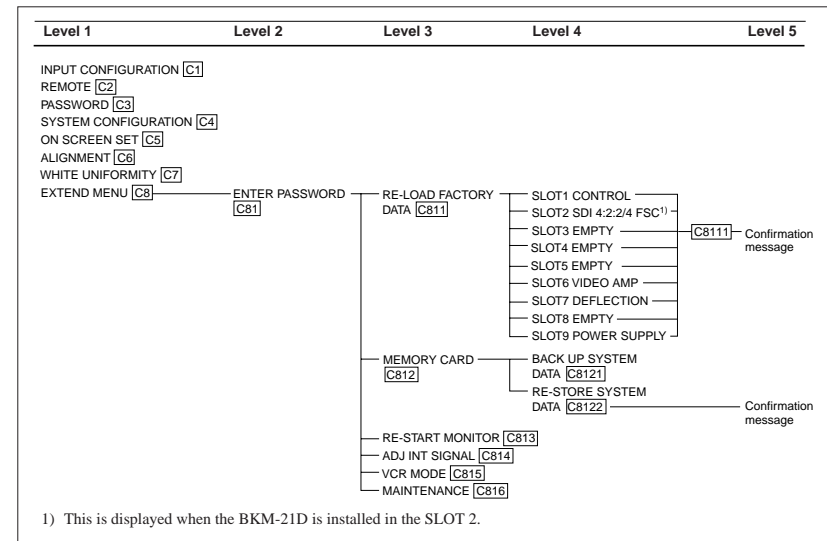 Level 1 Level 2 Level 3 Level 4 Level 5
INPUT CONFIGURATION C1
REMOTE C2
PASSWORD C3
SYSTEM CONFIGURATION C4
ON SCREEN SET C5
ALIGNMENT C6
WHITE UNIFORMITY C7
EXTEND MENU C8
ENTER PASSWORD
C81
RE-LOAD FACTORY
DATA C811
SLOT1 CONTROL
SLOT2 SDI 4:2:2/4 FSC1)
SLOT3 EMPTY
SLOT4 EMPTY
SLOT5 EMPTY
SLOT6 VIDEO AMP
SLOT7 DEFLECTION
SLOT8 EMPTY
SLOT9 POWER SUPPLY
C8111
Confirmation
message
MEMORY CARD
C812
BACK UP SYSTEM
DATA C8121
RE-STORE SYSTEM
DATA C8122
Confirmation
message
RE-START MONITOR C813
ADJ INT SIGNAL C814
VCR MODE C815
MAINTENANCE C816
1) This is displayed when the BKM-21D is installed in the SLOT 2.